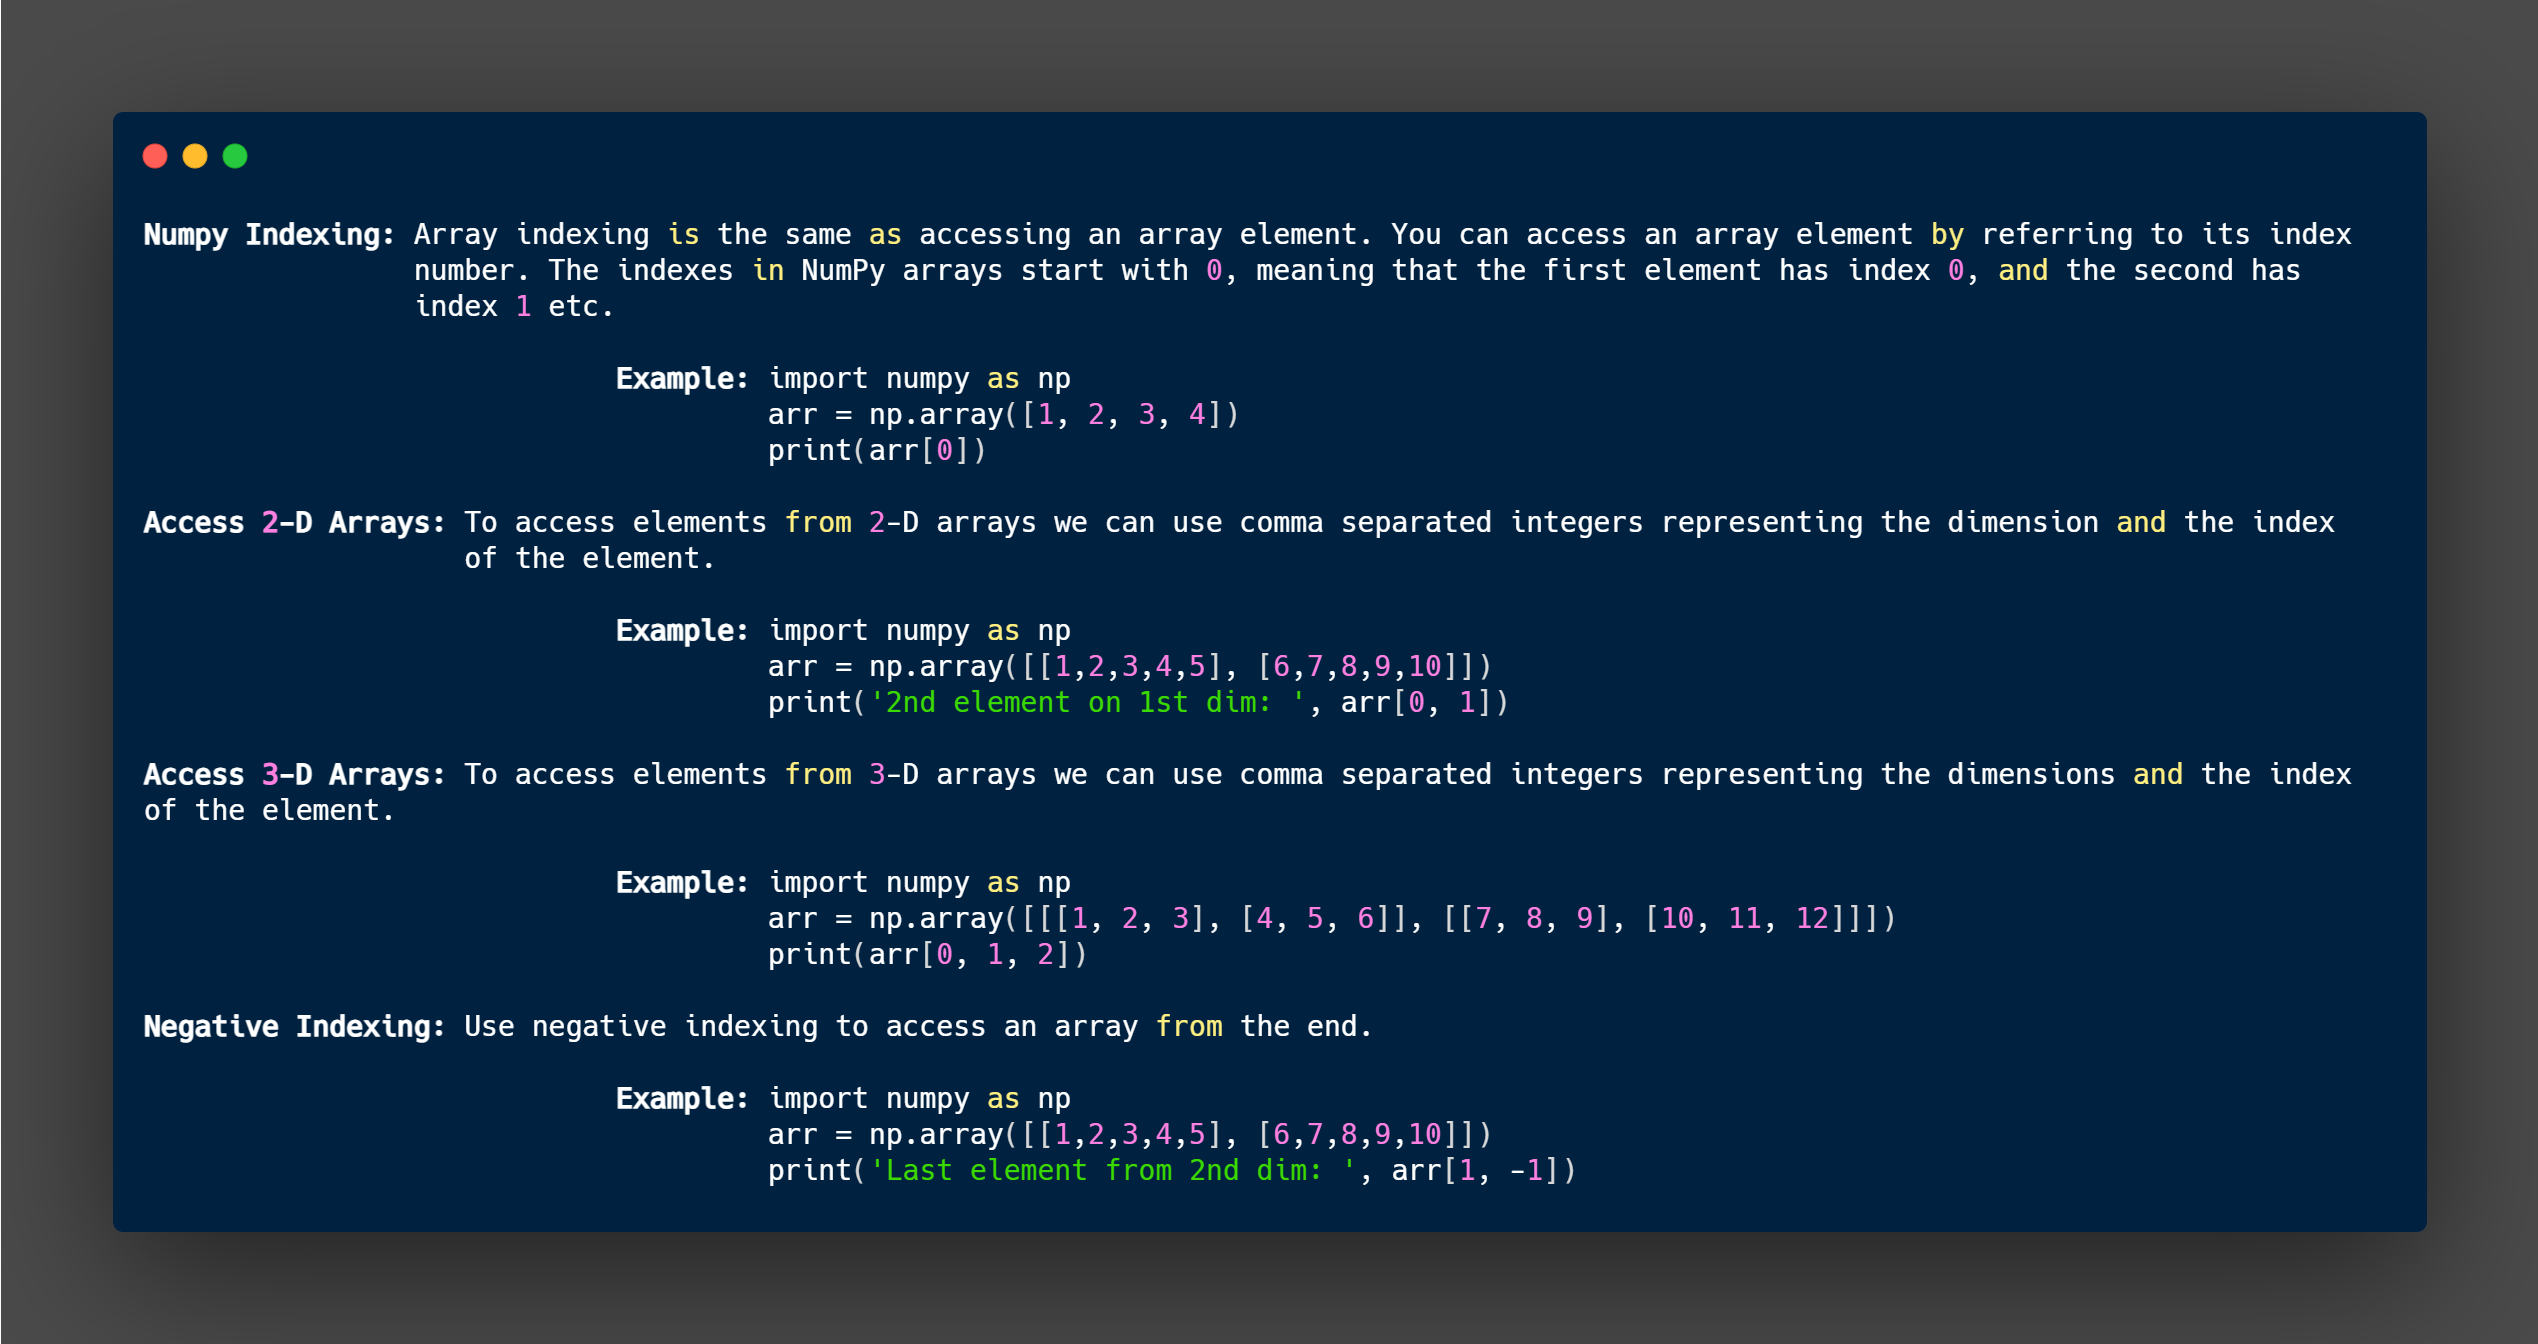 Numpy Indexing: Array indexing is the same as accessing an array element. You can access an array element by referring to its index
number. The indexes in NumPy arrays start with 0, meaning that the first element has index 0, and the second has
index 1 etc.
Example: import numpy as np
arr = np.array([1, 2, 3, 4])
print(arr[0])
Access 2-D Arrays: To access elements from 2-D arrays we can use comma separated integers representing the dimension and the index
of the element.
Example: import numpy as np
arr = np.array([[1,2,3,4,5], [6,7,8,9,10]])
print('2nd element on 1st dim: ', arr[0, 1])
Access 3-D Arrays: To access elements from 3-D arrays we can use comma separated integers representing the dimensions and the index
of the element.
Example: import numpy as np
arr = np.array([[[1, 2, 3], [4, 5, 6]], [[7, 8, 9], [10, 11, 12]]])
print(arr[0, 1, 2])
Negative Indexing: Use negative indexing to access an array from the end.
Example: import numpy as np
arr = np.array([[1,2,3,4,5], [6,7,8,9,10]])
print('Last element from 2nd dim: ', arr[1, -1])